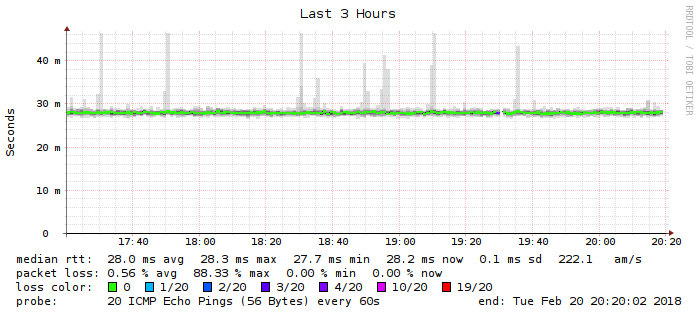 Last 3 Hours
RRDTOOL / TOBI OETIKER
Seconds
40 m
30 m
20 m
10 m
0
17:40 18:00 18:20 18:40 19:00 19:20 19:40 20:00 20:20
median rtt: 28.0 ms avg 28.3 ms max 27.7 ms min 28.2 ms now 0.1 ms sd 222.1 am/s
packet loss: 0.56 % avg 88.33 % max 0.00 % min 0.00 % now
loss color: 0 1/20 2/20 3/20 4/20 10/20 19/20
probe: 20 ICMP Echo Pings (56 Bytes) every 60s end: Tue Feb 20 20:20:02 2018